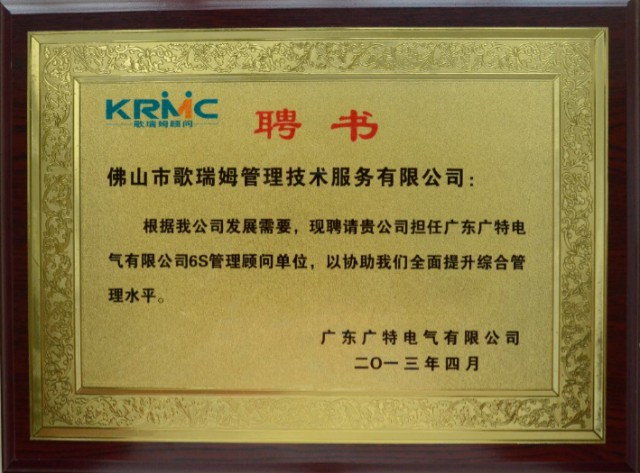 KRMC
歌瑞姆顾问
聘书
佛山市歌瑞姆管理技术服务有限公司：
根据我公司发展需要，现聘请贵公司担任广东广特电
气有限公司6S管理顾问单位，以协助我们全面提升综合管
理水平。
广东广特电气有限公司
二〇一三年四月